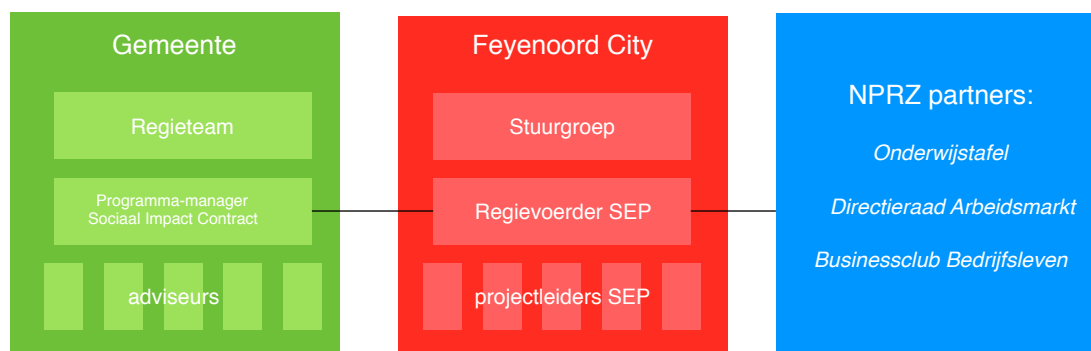 Gemeente
Regieteam
Programma-manager
Sociaal Impact Contract
adviseurs
Feyenoord City
Stuurgroep
Regievoerder SEP
projectleiders SEP
NPRZ partners:
Onderwijstafel
Directieraad Arbeidsmarkt
Businessclub Bedrijfsleven